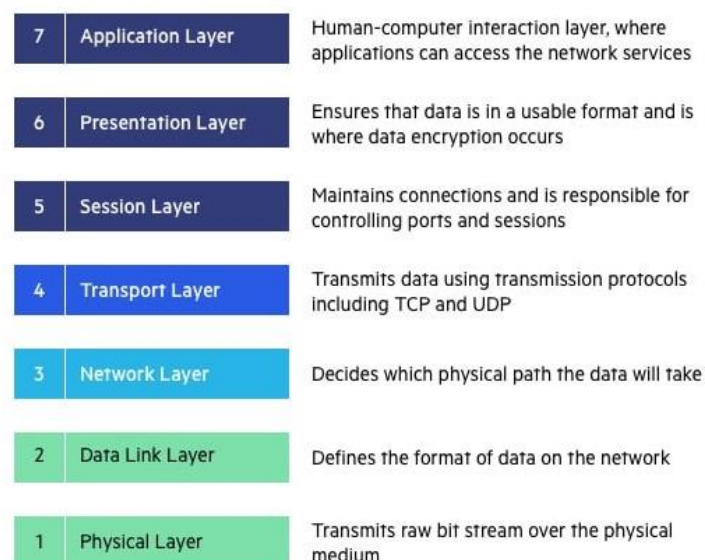 7 Application Layer
Human-computer interaction layer, where
applications can access the network services
6 Presentation Layer
Ensures that data is in a usable format and is
where data encryption occurs
5 Session Layer
Maintains connections and is responsible for
controlling ports and sessions
4 Transport Layer
Transmits data using transmission protocols
including TCP and UDP
3 Network Layer
Decides which physical path the data will take
2 Data Link Layer
Defines the format of data on the network
1 Physical Layer
Transmits raw bit stream over the physical
medium